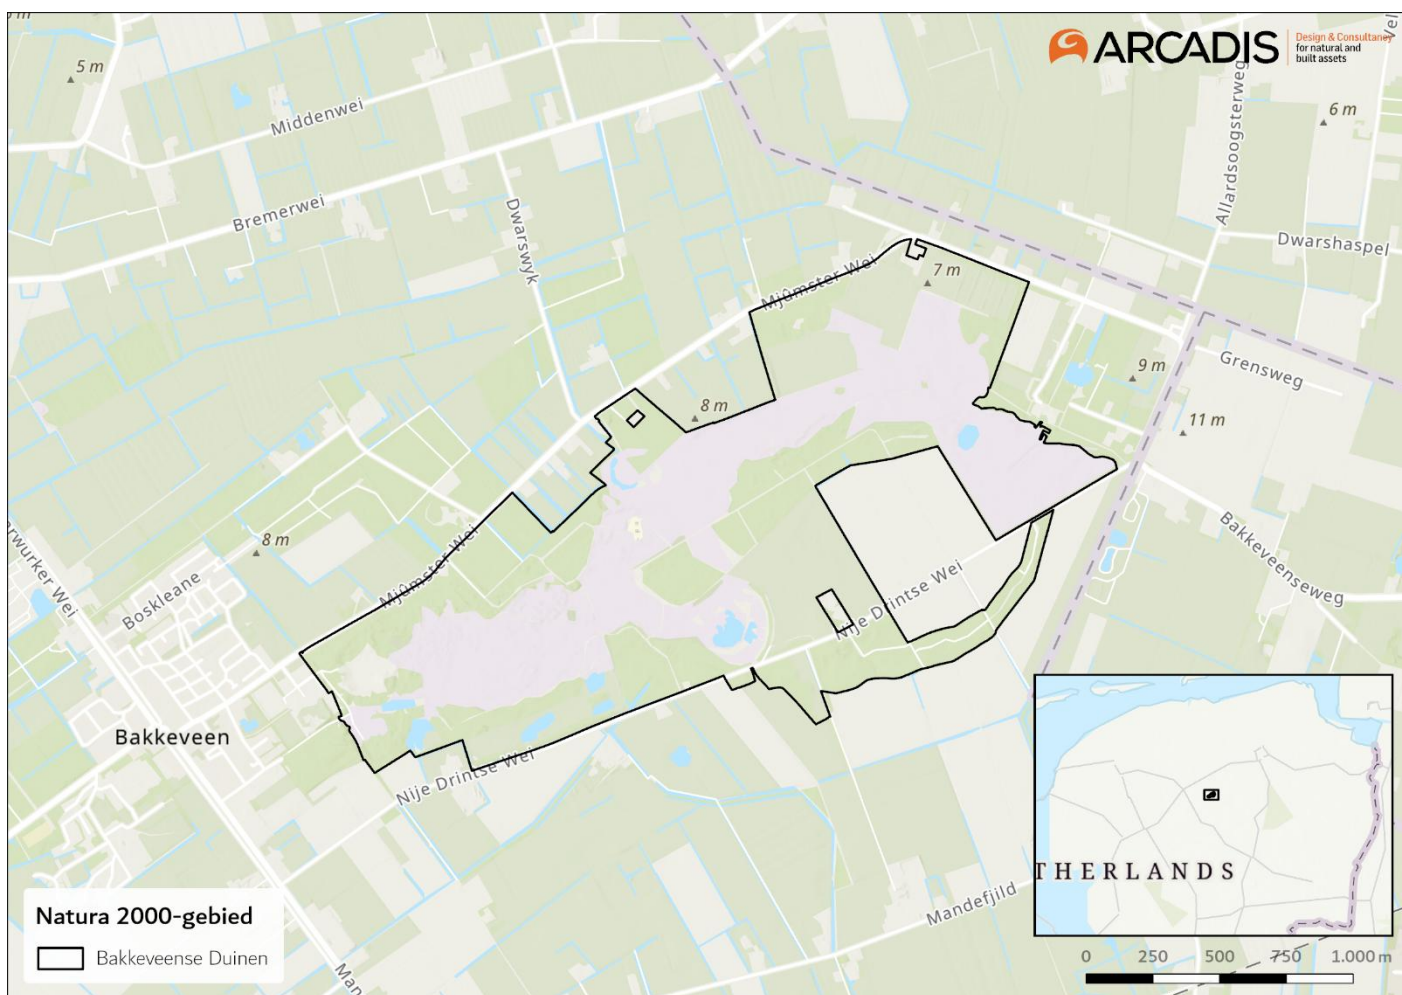 5 m
ARCADIS
Design & Consultancy
for natural and
built assets
Middenwei
Allardsoogsterweg
6 m
Bremerwei
Dwarswyk
Dwarshaspel
Mjûmster Wei
7 m
9 m
Grensweg
8 m
11 m
8 m
Mjûmster Wei
Boskleane
Bakkeveenseweg
Nije Drintse Wei
Bakkeveen
Nije Drintse Wei
THERLANDS
Mandefjild
Natura 2000-gebied
Bakkeveense Duinen
0 250 500 750 1.000 m